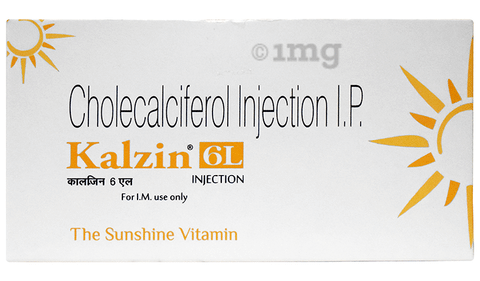 1mg
Cholecalciferol Injection I.P.
Kalzin® 6L
कालजिन 6 एल INJECTION
For I.M. use only
The Sunshine Vitamin